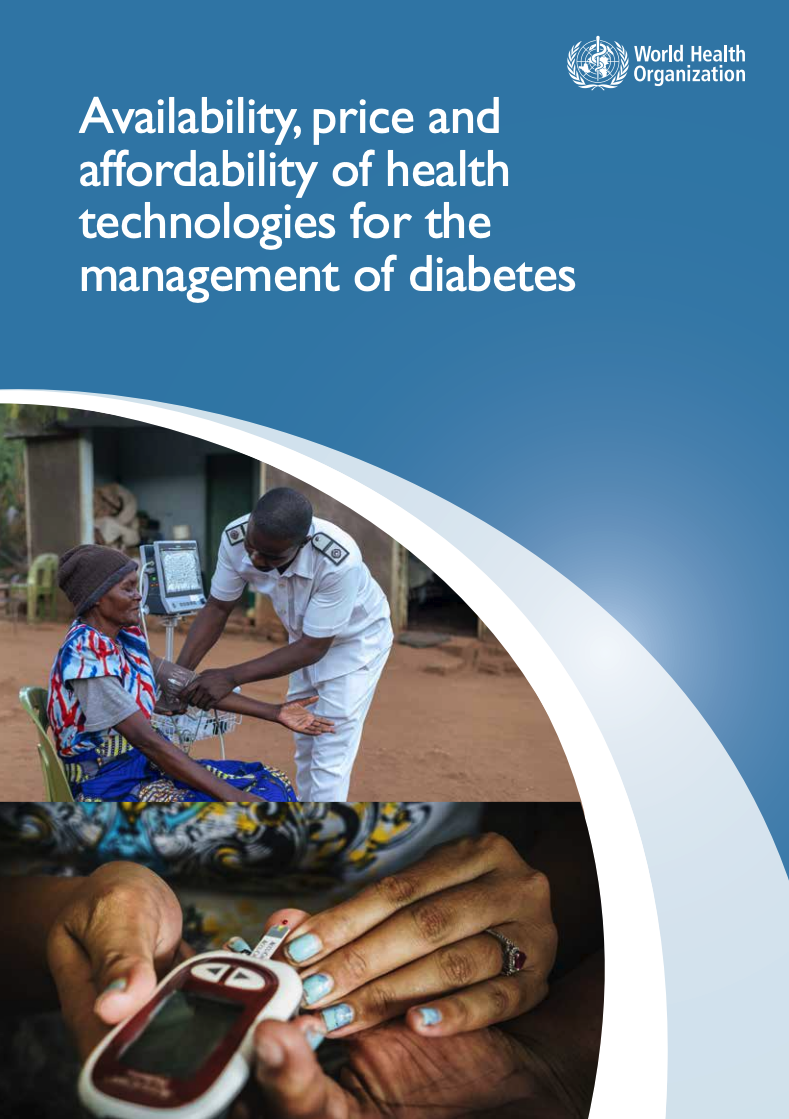 World Health
Organization
Availability, price and
affordability of health
technologies for the
management of diabetes